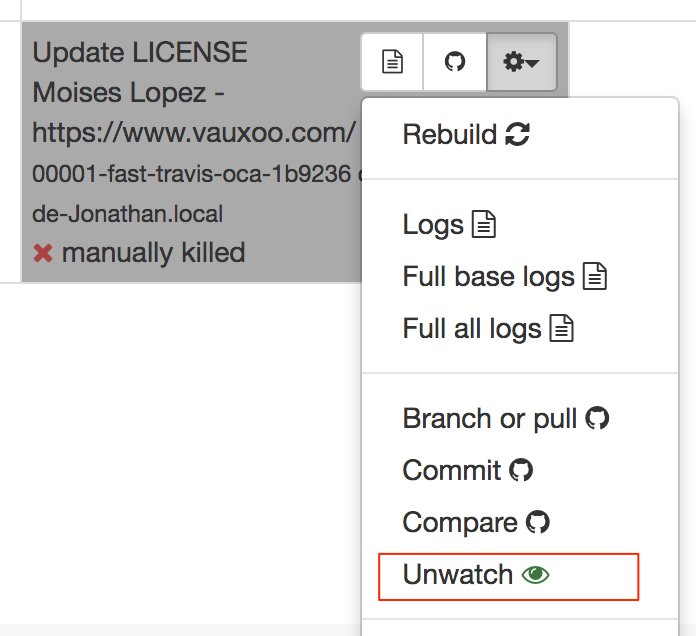 Update LICENSE
Moises Lopez -
https://www.vauxoo.com/
00001-fast-travis-oca-1b9236
de-Jonathan.local
manually killed
Rebuild
Logs
Full base logs
Full all logs
Branch or pull
Commit
Compare
Unwatch